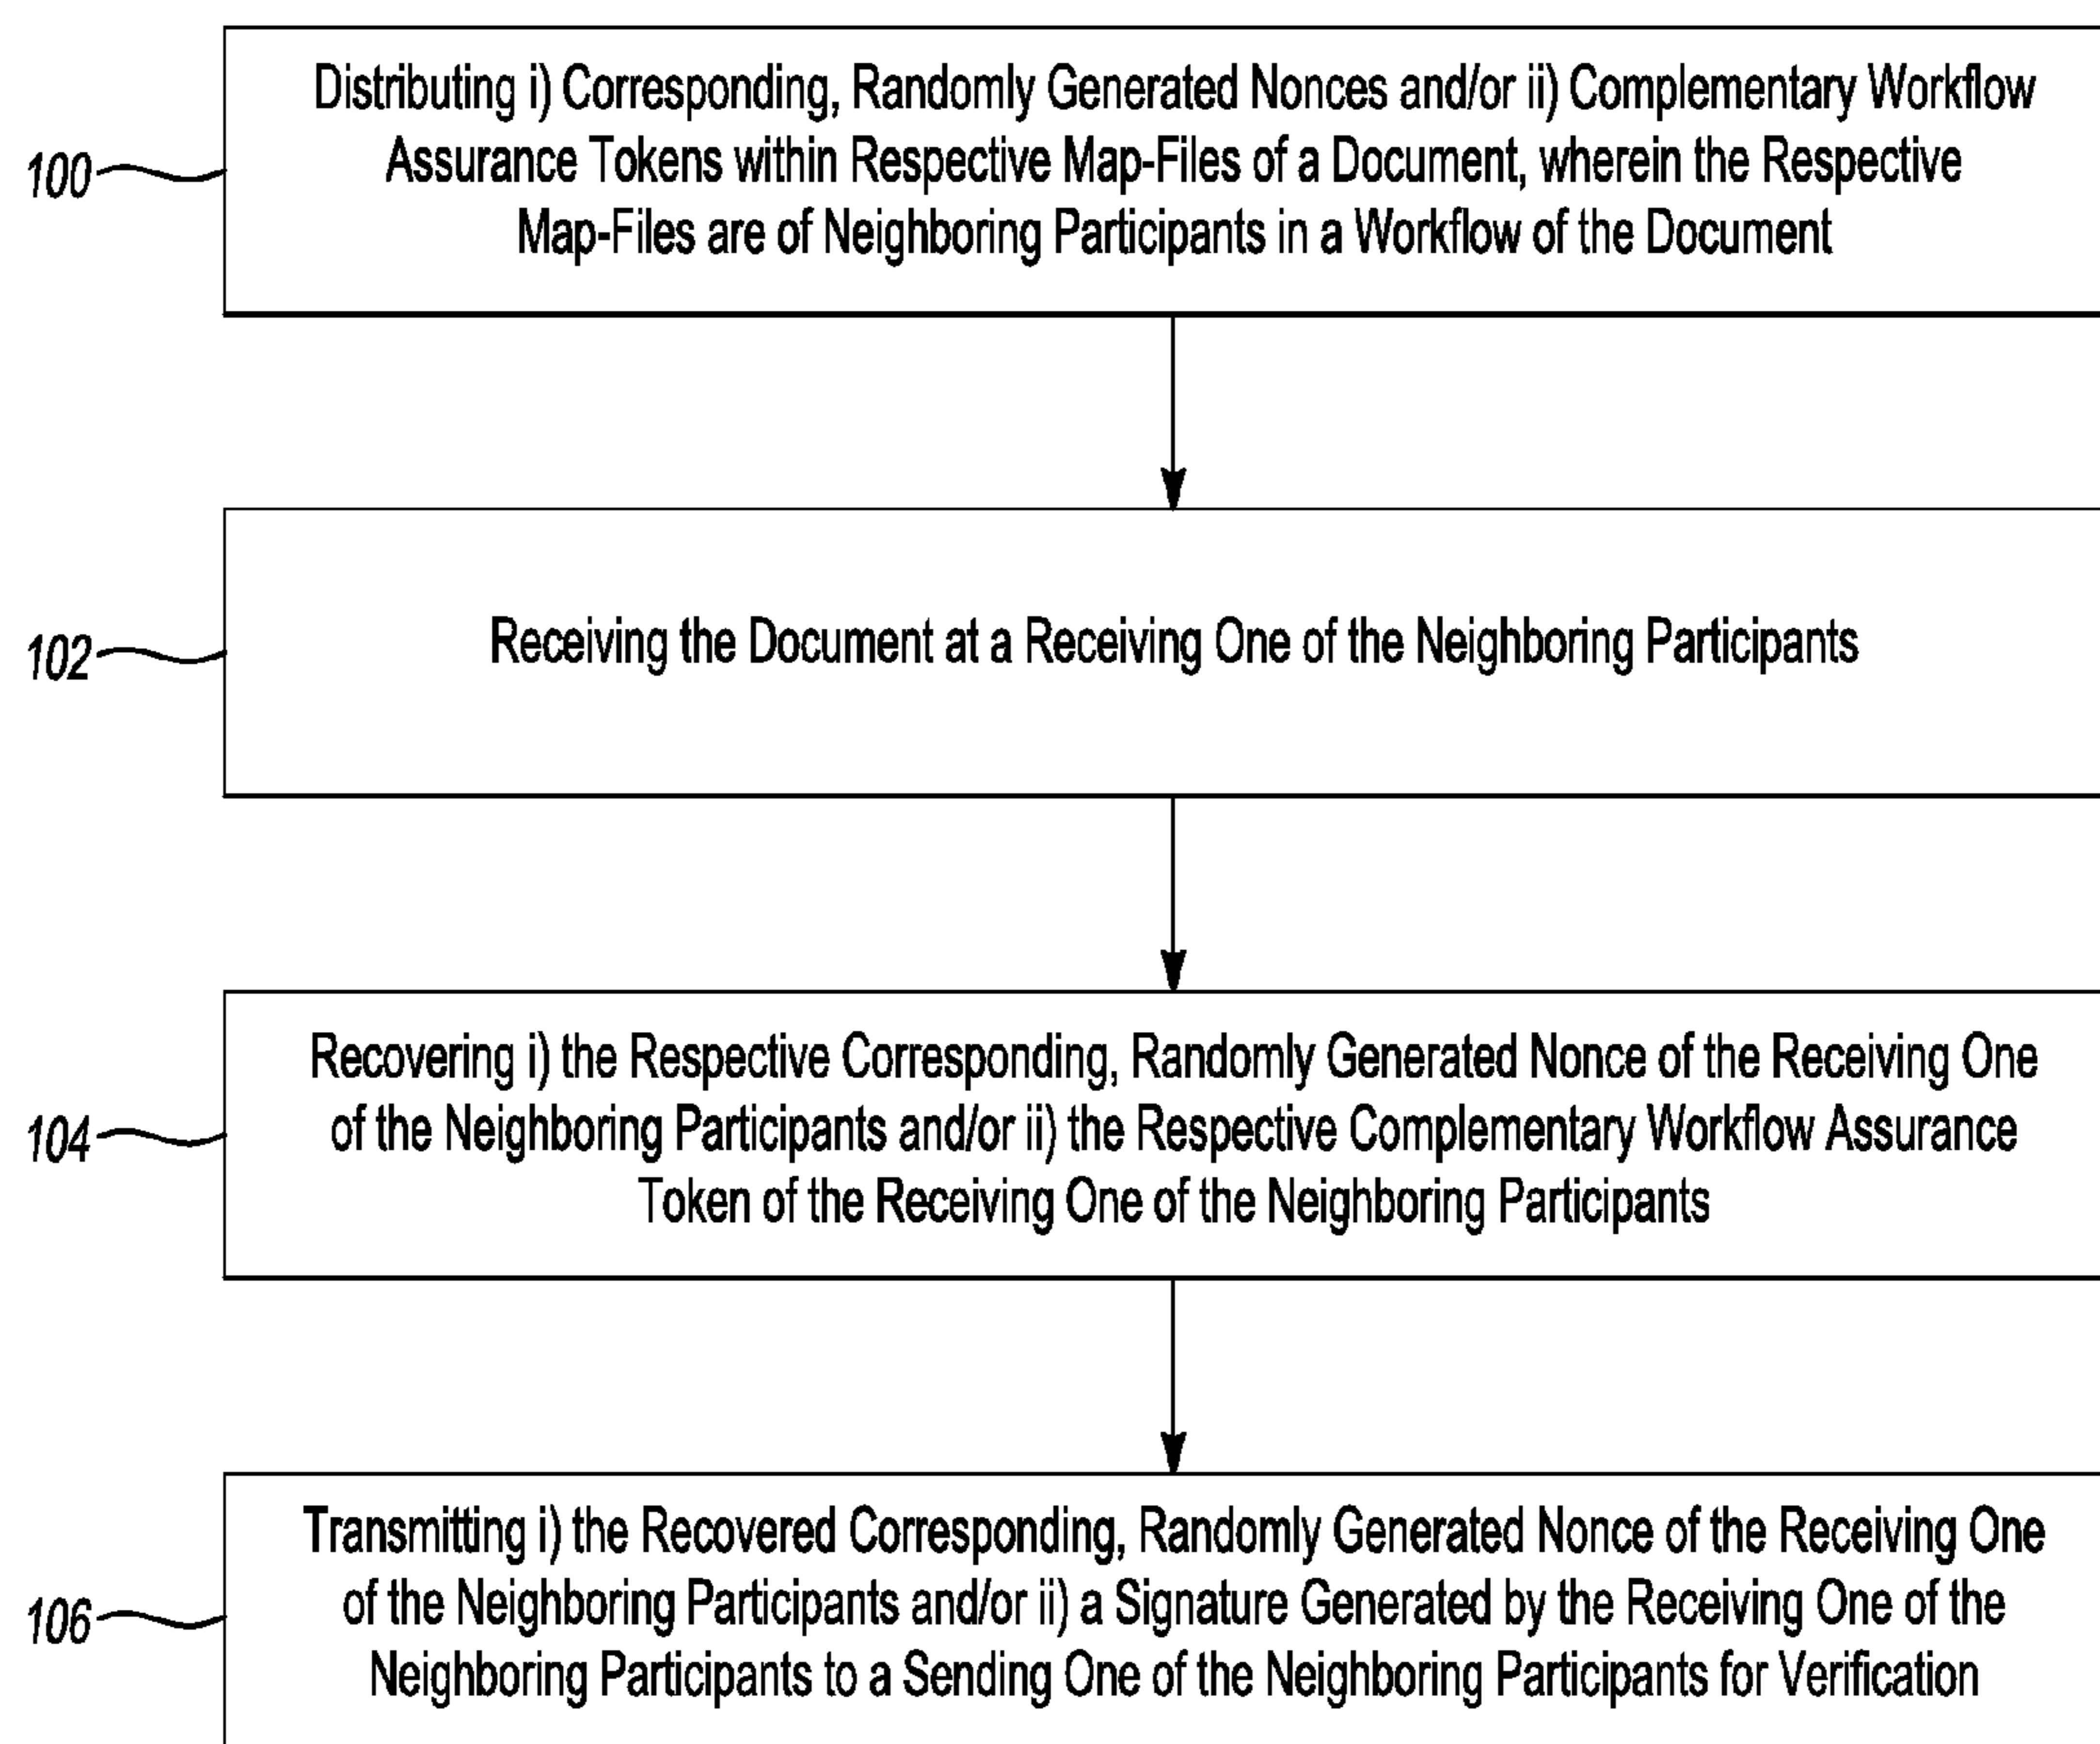 Distributing i) Corresponding, Randomly Generated Nonces and/or ii) Complementary Workflow
Assurance Tokens within Respective Map-Files of a Document, wherein the Respective
Map-Files are of Neighboring Participants in a Workflow of the Document
100
Receiving the Document at a Receiving One of the Neighboring Participants
102
Recovering i) the Respective Corresponding, Randomly Generated Nonce of the Receiving One
of the Neighboring Participants and/or ii) the Respective Complementary Workflow Assurance
Token of the Receiving One of the Neighboring Participants
104
Transmitting i) the Recovered Corresponding, Randomly Generated Nonce of the Receiving One
of the Neighboring Participants and/or ii) a Signature Generated by the Receiving One of the
Neighboring Participants to a Sending One of the Neighboring Participants for Verification
106